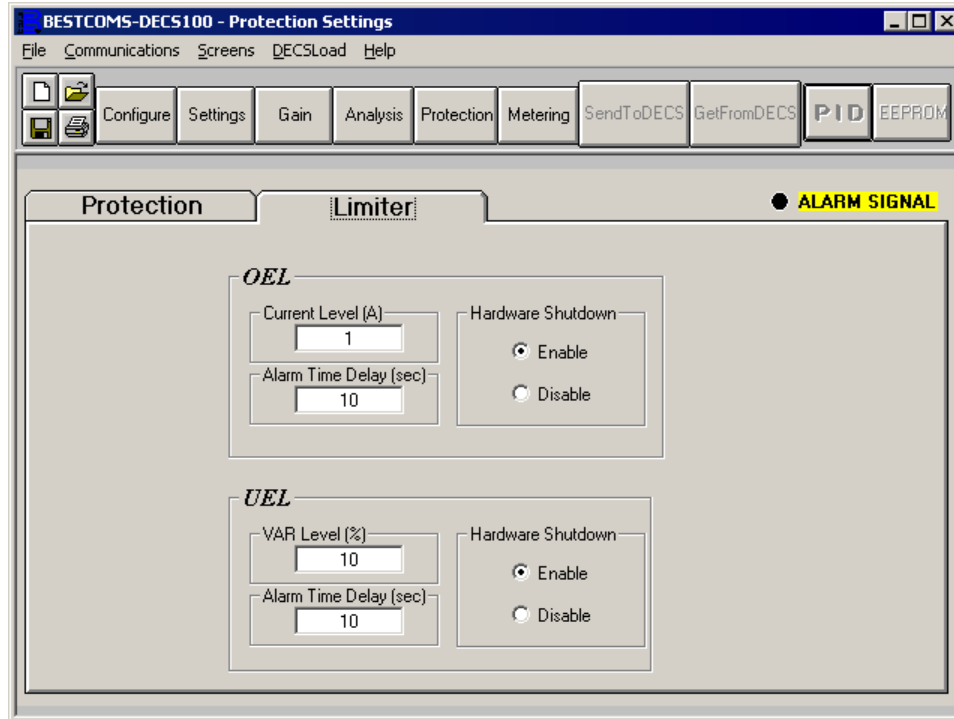 BESTCOMS-DECS100 - Protection Settings
File Communications Screens DECSLoad Help
Configure Settings Gain Analysis Protection Metering SendToDECS GetFromDECS PID EEPROM
Protection Limiter ALARM SIGNAL
OEL
Current Level (A) Hardware Shutdown
1
Enable
Alarm Time Delay (sec)
10
Disable
UEL
VAR Level (%) Hardware Shutdown
10
Enable
Alarm Time Delay (sec)
10
Disable